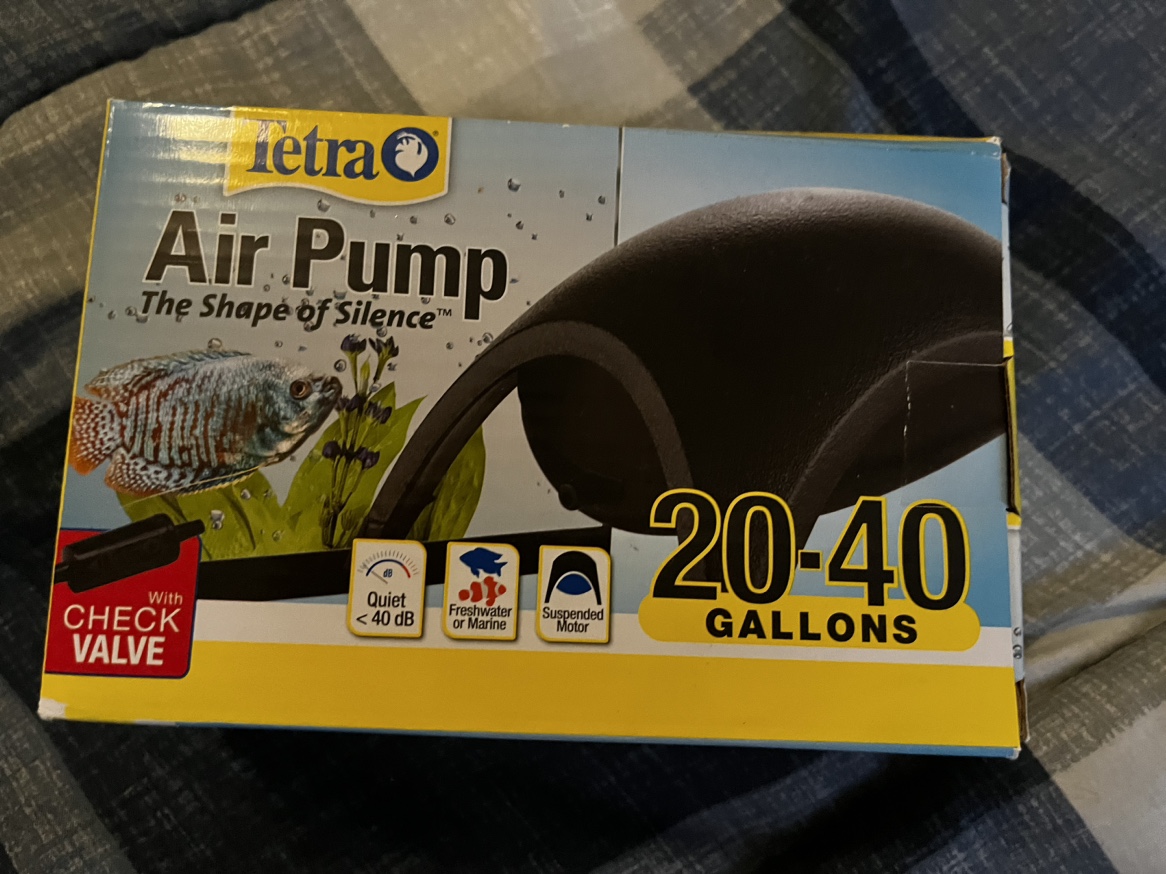 Tetra
Air Pump
The Shape of Silence™
With
CHECK
VALVE
dB
Quiet
< 40 dB
Freshwater
or Marine
Suspended
Motor
20-40
GALLONS